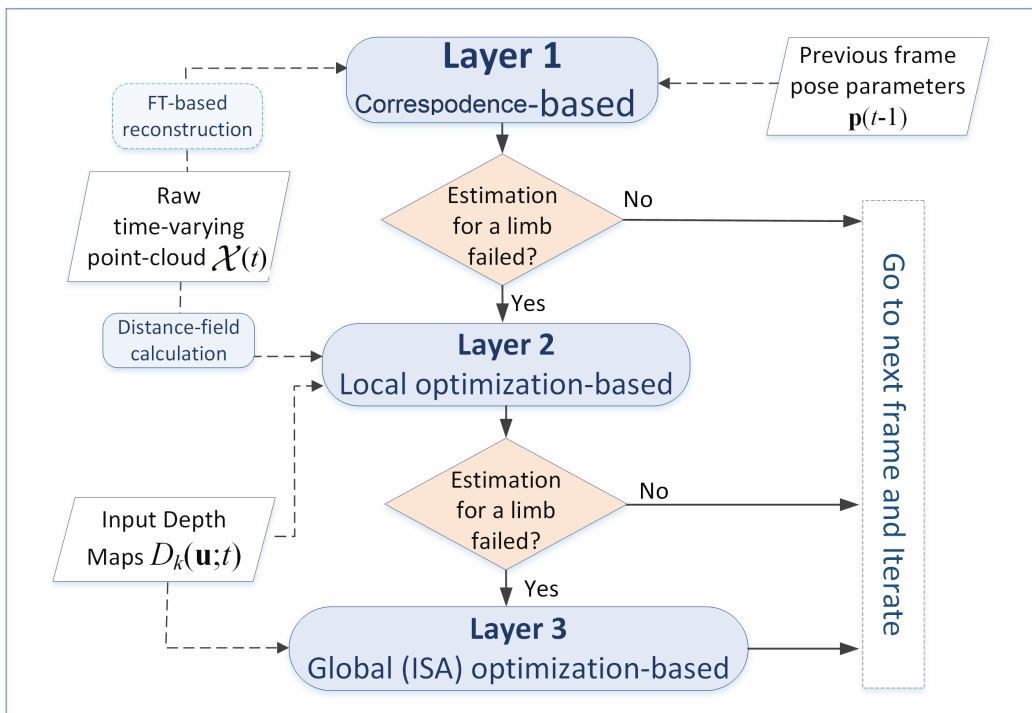 Layer 1
Correspodence-based
Previous frame
pose parameters
p(t-1)
FT-based
reconstruction
Raw
time-varying
point-cloud 𝒳(t)
Estimation
for a limb
failed?
No
Yes
Distance-field
calculation
Layer 2
Local optimization-based
Estimation
for a limb
failed?
No
Yes
Input Depth
Maps Dk(u;t)
Layer 3
Global (ISA) optimization-based
Go to next frame and Iterate